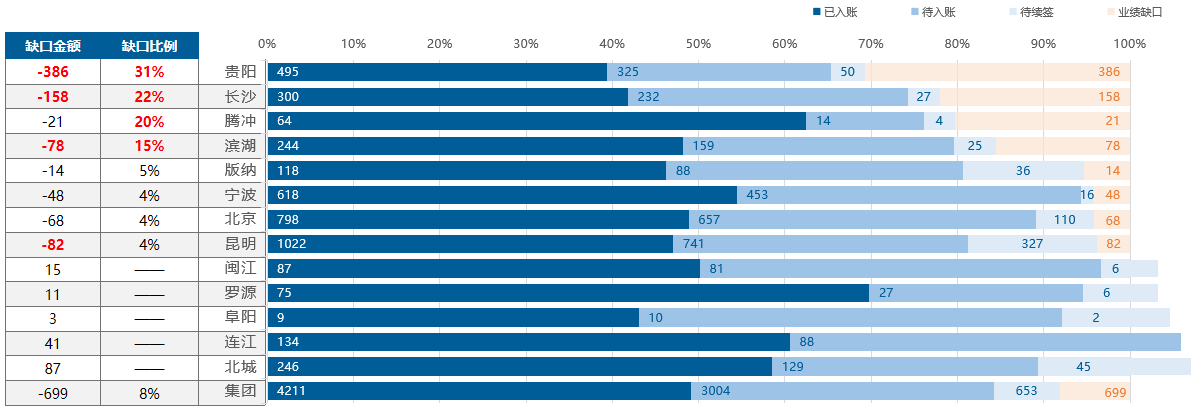 已入账 待入账 待续签 业绩缺口
缺口金额 缺口比例 0% 10% 20% 30% 40% 50% 60% 70% 80% 90% 100%
-386 31% 贵阳 495 325 50 386
-158 22% 长沙 300 232 27 158
-21 20% 腾冲 64 14 4 21
-78 15% 滨湖 244 159 25 78
-14 5% 版纳 118 88 36 14
-48 4% 宁波 618 453 16 48
-68 4% 北京 798 657 110 68
-82 4% 昆明 1022 741 327 82
15 —— 闽江 87 81 6
11 —— 罗源 75 27 6
3 —— 阜阳 9 10 2
41 —— 连江 134 88
87 —— 北城 246 129 45
-699 8% 集团 4211 3004 653 699